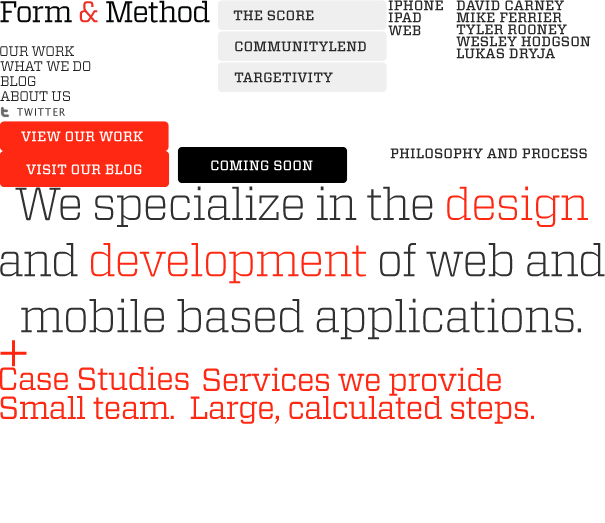 Form & Method
THE SCORE
COMMUNITYLEND
TARGETIVITY
IPHONE
IPAD
WEB
DAVID CARNEY
MIKE FERRIER
TYLER ROONEY
WESLEY HODGSON
LUKAS DRYJA
OUR WORK
WHAT WE DO
BLOG
ABOUT US
TWITTER
VIEW OUR WORK
VISIT OUR BLOG
COMING SOON
PHILOSOPHY AND PROCESS
We specialize in the design
and development of web and
mobile based applications.
+
Case Studies
Services we provide
Small team. Large, calculated steps.